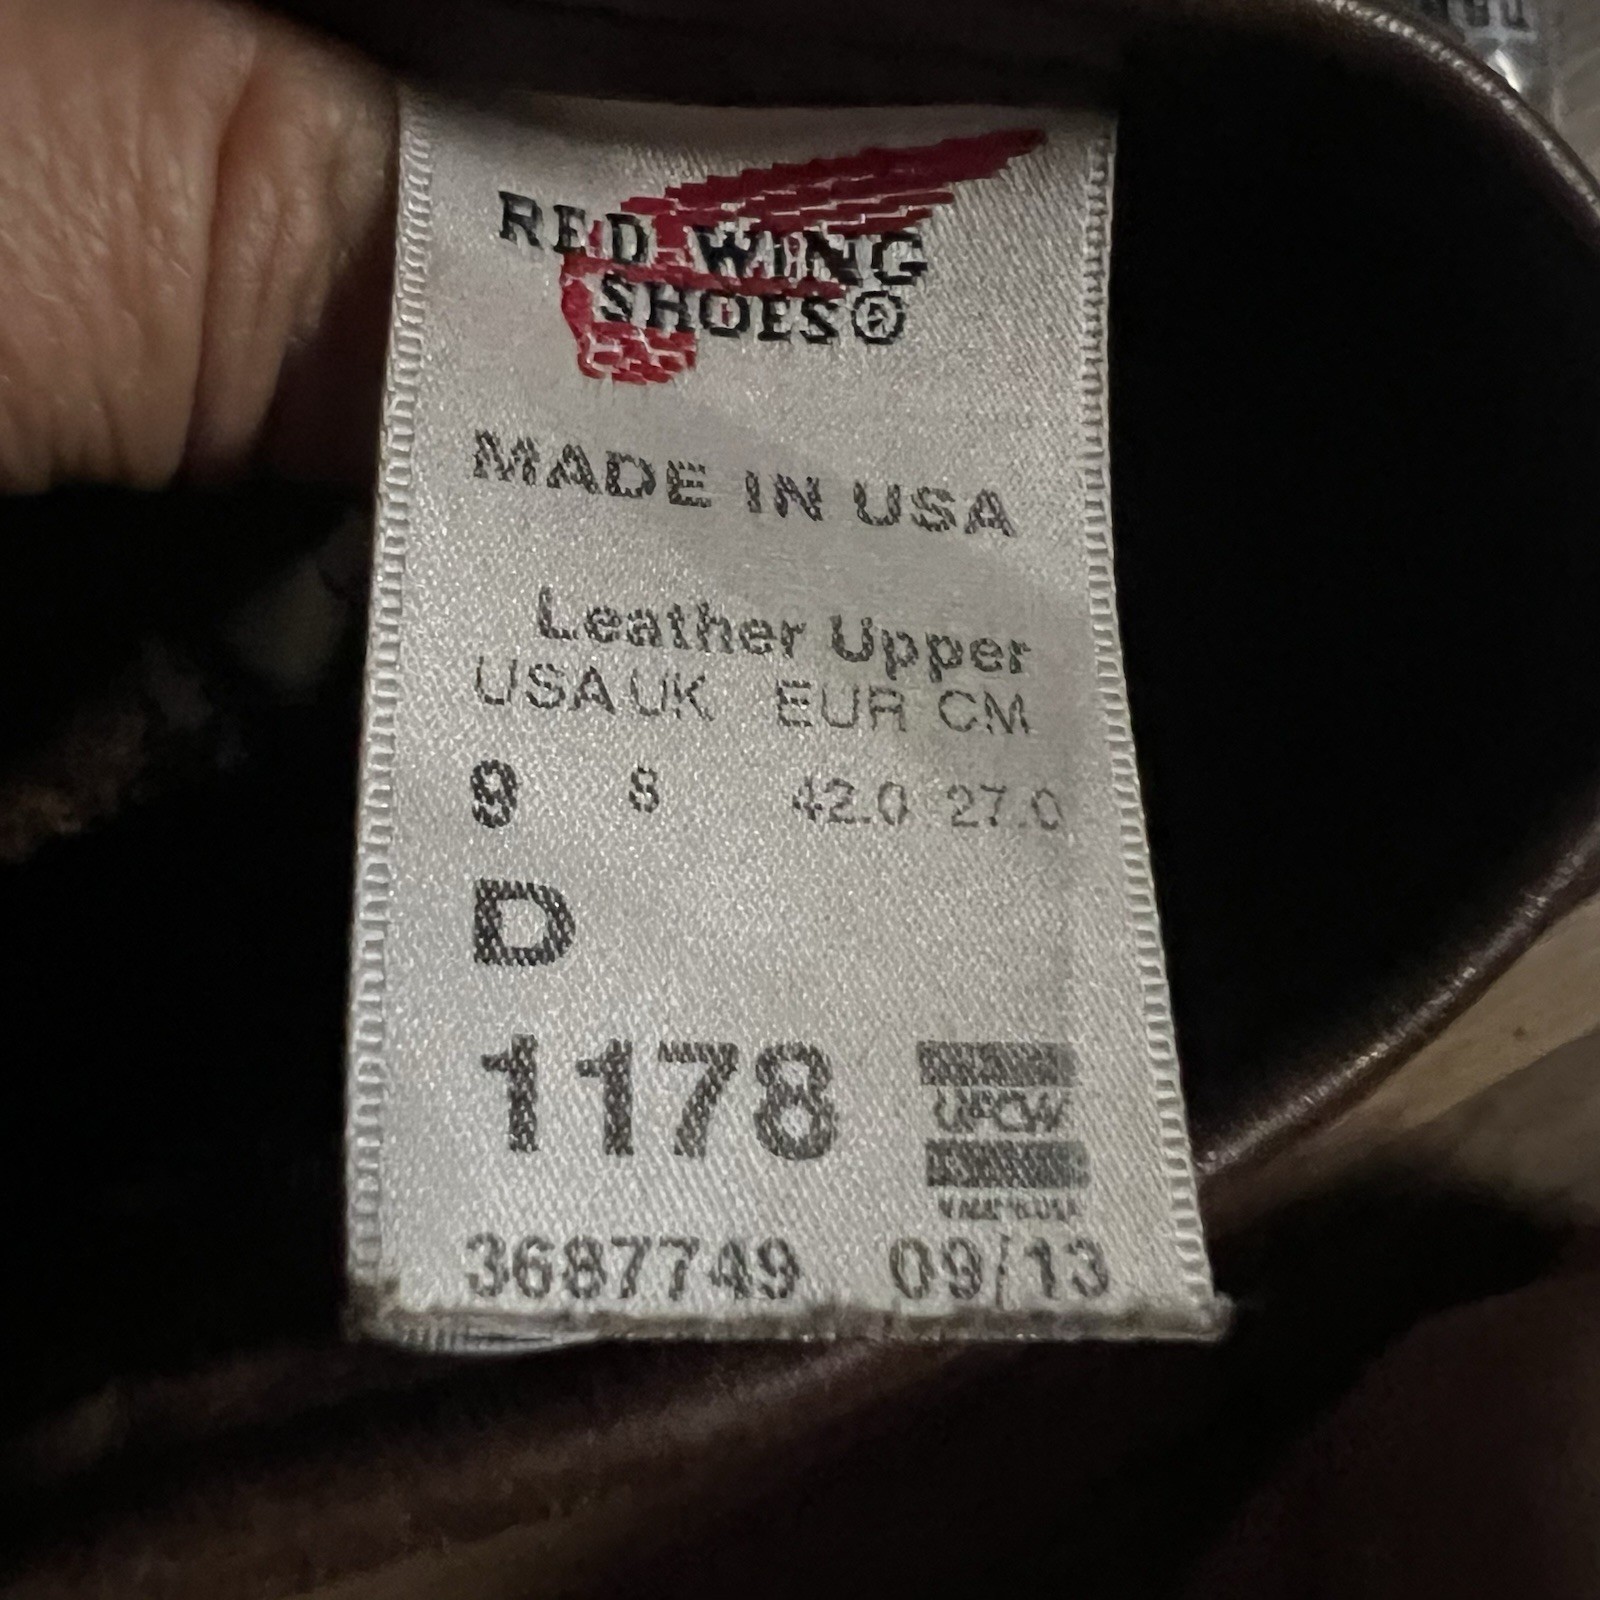 RED WING
SHOES®
MADE IN USA
Leather Upper
USA UK EUR CM
9 8 42.0 27.0
D
1178
UFCW
3687749 09/13